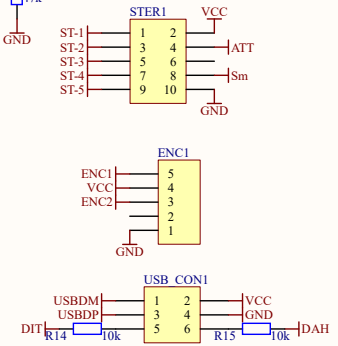 GND
STER1
VCC
ST-1 1 2
ST-2 3 4 ATT
ST-3 5 6
ST-4 7 8 Sm
ST-5 9 10
GND
ENC1
ENC1 5
VCC 4
ENC2 3
2
1
GND
USB_CON1
USBDM 1 2 VCC
USBDP 3 4 GND
DIT R14 10k 5 6 R15 10k DAH